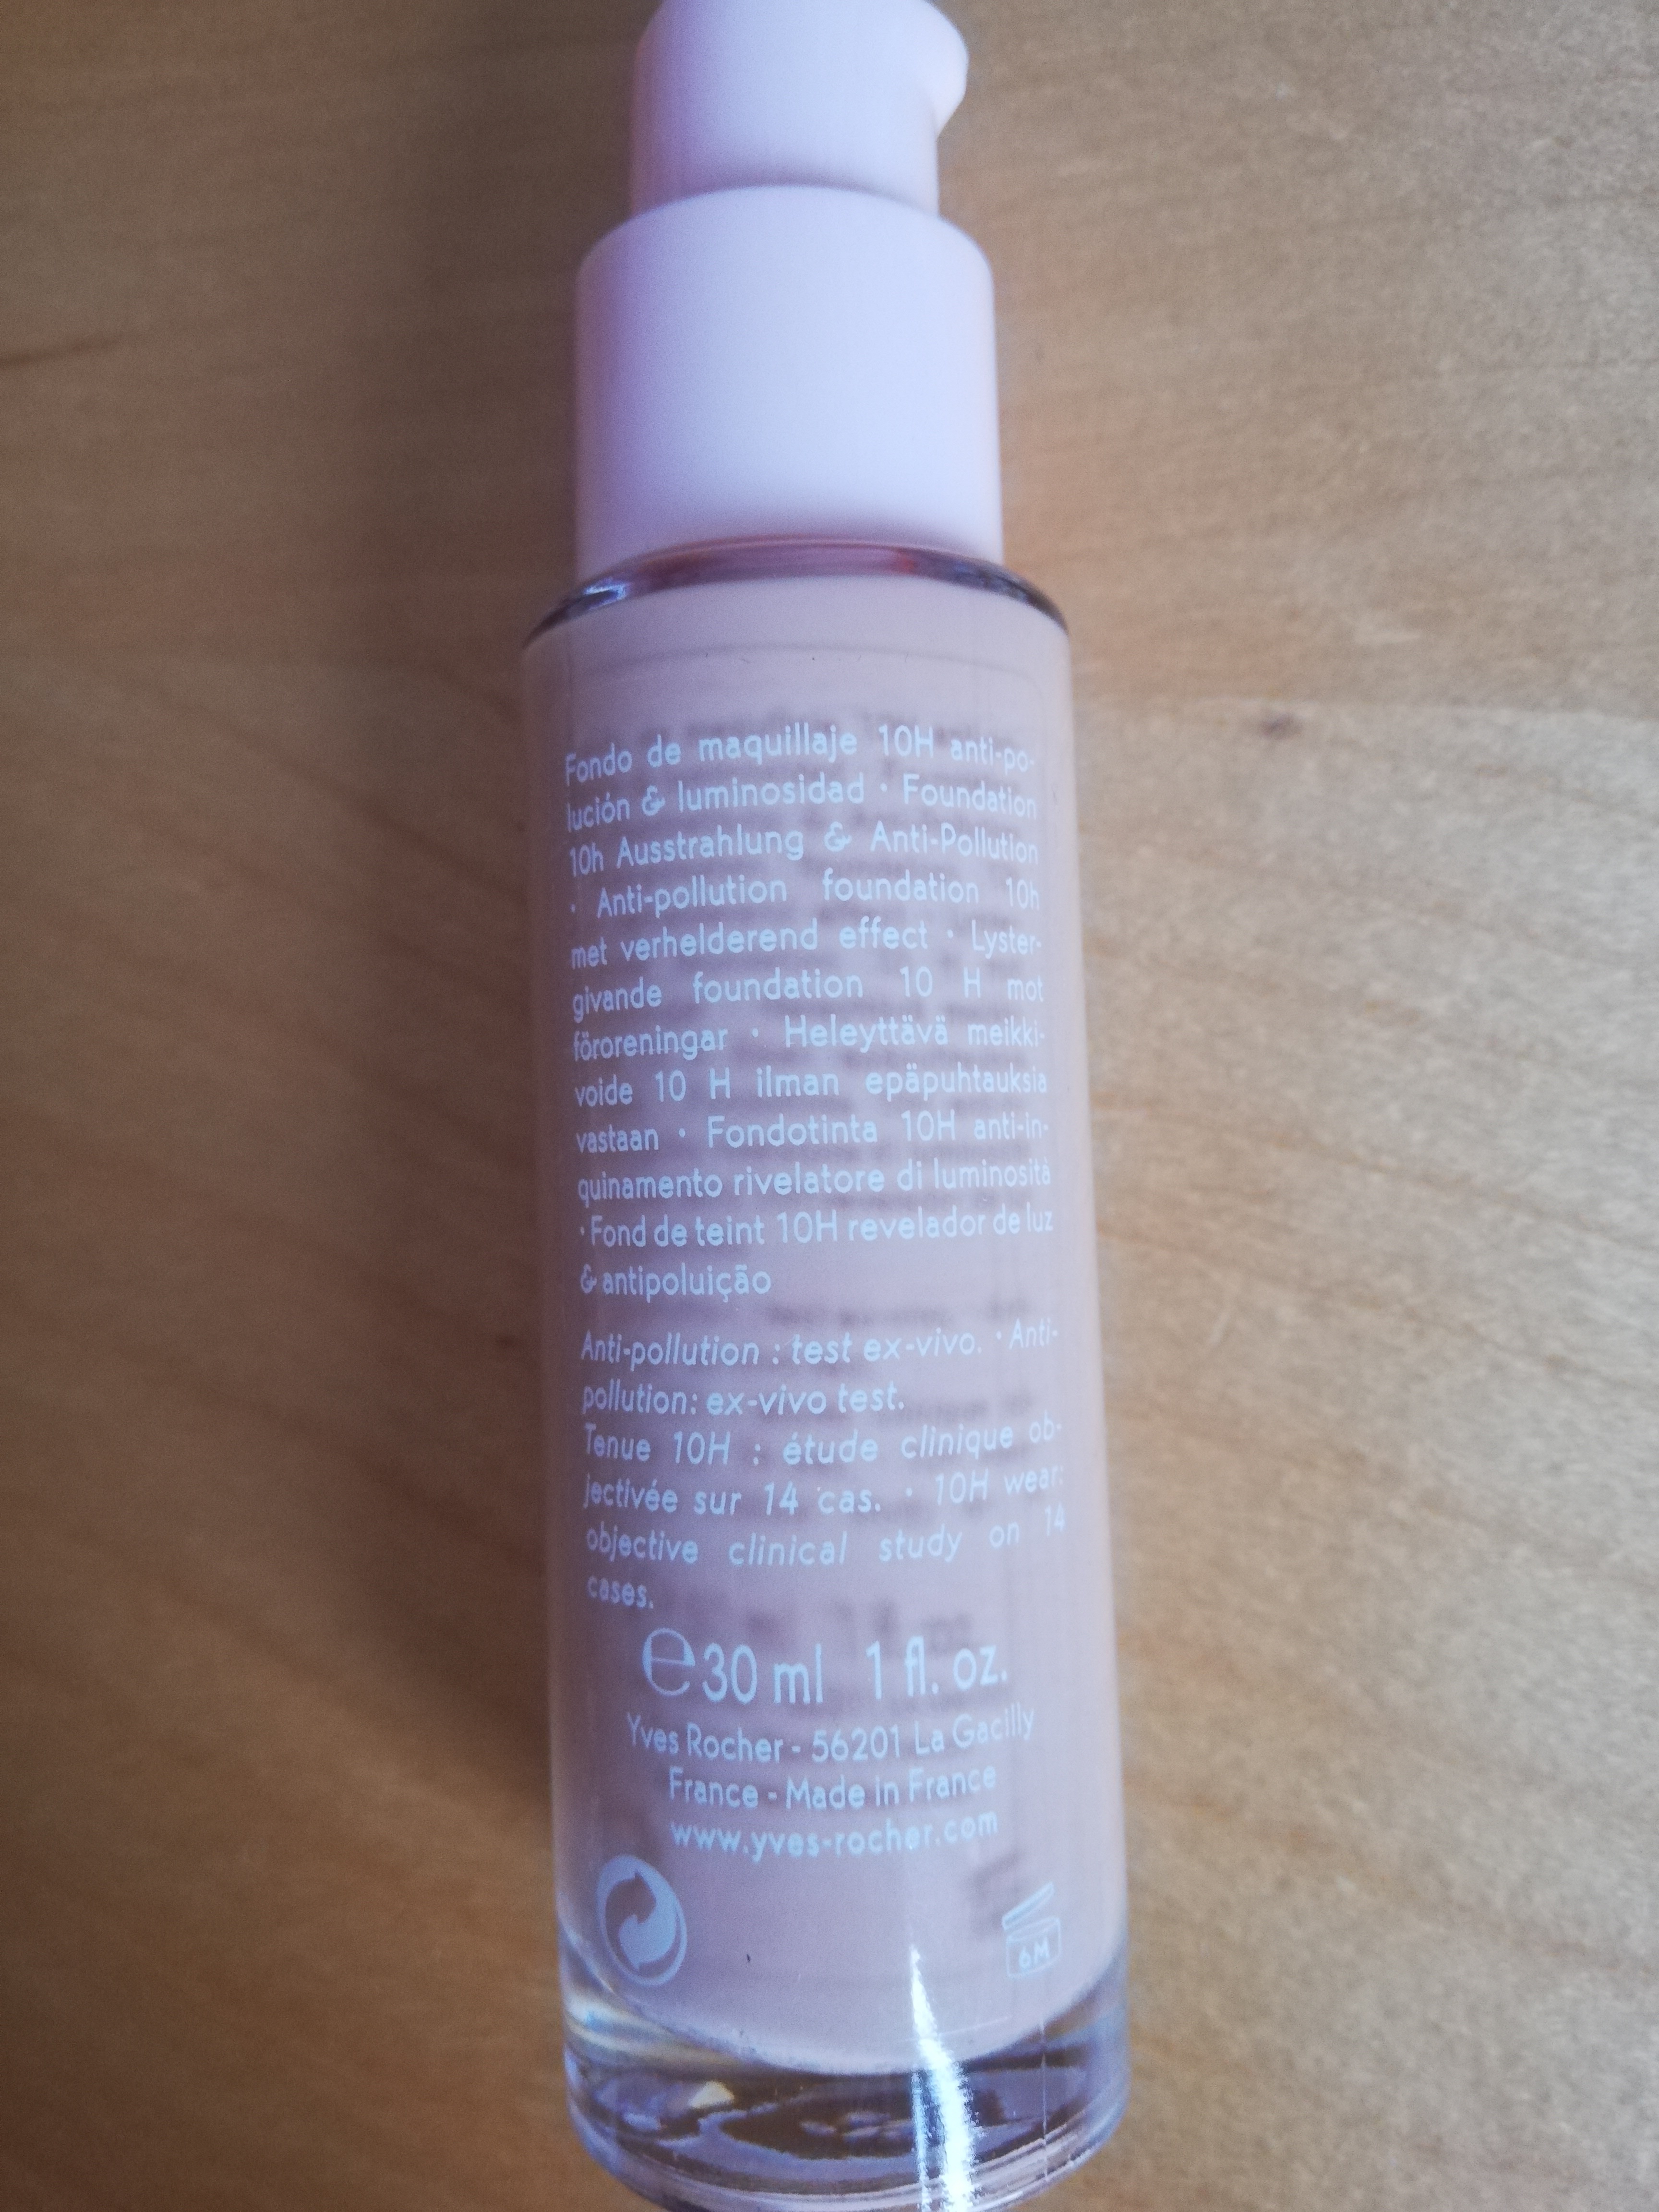 Fondo de maquillaje 10H anti-po-
lución & luminosidad · Foundation
10h Ausstrahlung & Anti-Pollution
· Anti-pollution foundation 10h
met verhelderend effect · Lyster-
givande foundation 10 H mot
föroreningar · Heleyttävä meikki-
voide 10 H ilman epäpuhtauksia
vastaan · Fondotinta 10H anti-in-
quinamento rivelatore di luminosità
· Fond de teint 10H revelador de luz
& antipoluição
Anti-pollution : test ex-vivo. · Anti-
pollution: ex-vivo test.
Tenue 10H : étude clinique ob-
jectivée sur 14 cas. · 10H wear:
objective clinical study on 14
cases.
℮30 ml 1 fl. oz.
Yves Rocher - 56201 La Gacilly
France - Made in France
www.yves-rocher.com
6M